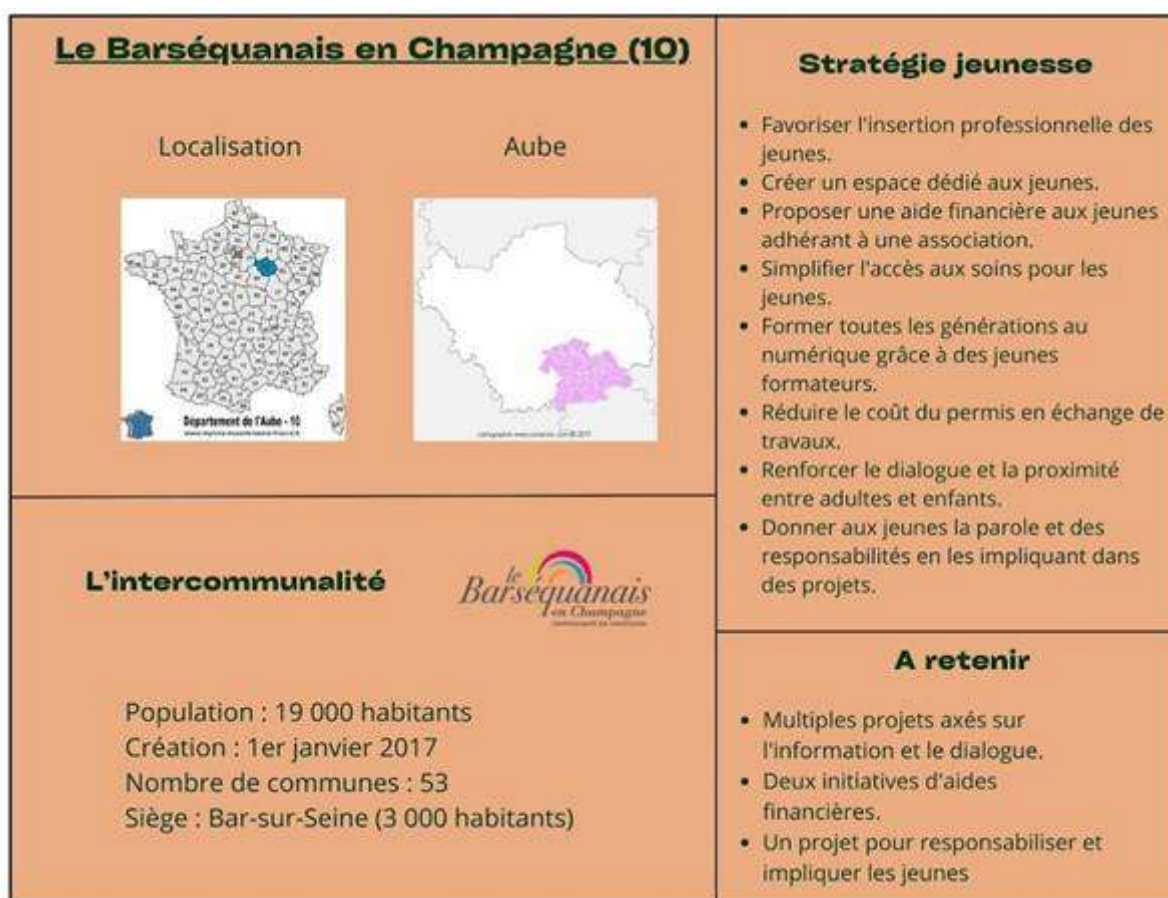 Le Barséquanais en Champagne (10)
Localisation
Aube
Département de l'Aube - 10
L'intercommunalité
le
Barséquanais
en Champagne
Population : 19 000 habitants
Création : 1er janvier 2017
Nombre de communes : 53
Siège : Bar-sur-Seine (3 000 habitants)
Stratégie jeunesse
• Favoriser l'insertion professionnelle des
jeunes.
• Créer un espace dédié aux jeunes.
• Proposer une aide financière aux jeunes
adhérant à une association.
• Simplifier l'accès aux soins pour les
jeunes.
• Former toutes les générations au
numérique grâce à des jeunes
formateurs.
• Réduire le coût du permis en échange de
travaux.
• Renforcer le dialogue et la proximité
entre adultes et enfants.
• Donner aux jeunes la parole et des
responsabilités en les impliquant dans
des projets.
A retenir
• Multiples projets axés sur
l'information et le dialogue.
• Deux initiatives d'aides
financières.
• Un projet pour responsabiliser et
impliquer les jeunes